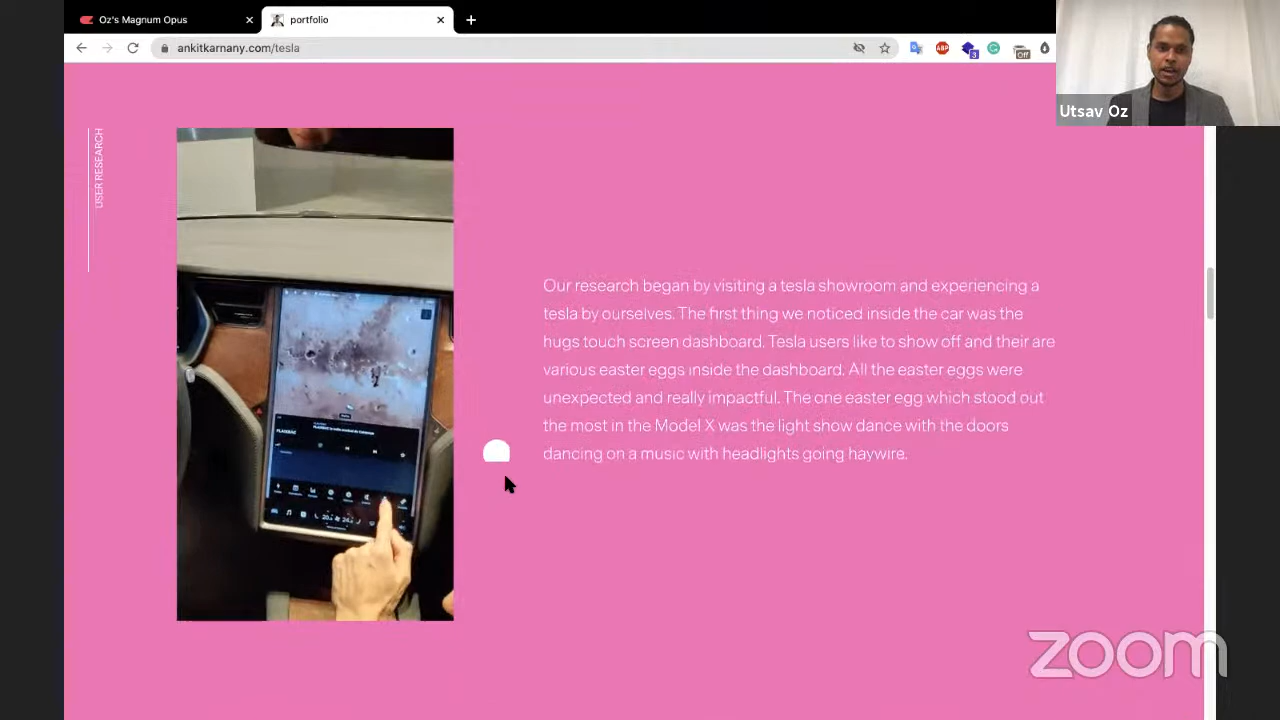 Oz's Magnum Opus
portfolio
ankitkarnany.com/tesla
Off
3
Utsav Oz
USER RESEARCH
Our research began by visiting a tesla showroom and experiencing a
tesla by ourselves. The first thing we noticed inside the car was the
hugs touch screen dashboard. Tesla users like to show off and their are
various easter eggs inside the dashboard. All the easter eggs were
unexpected and really impactful. The one easter egg which stood out
the most in the Model X was the light show dance with the doors
dancing on a music with headlights going haywire.
zoom